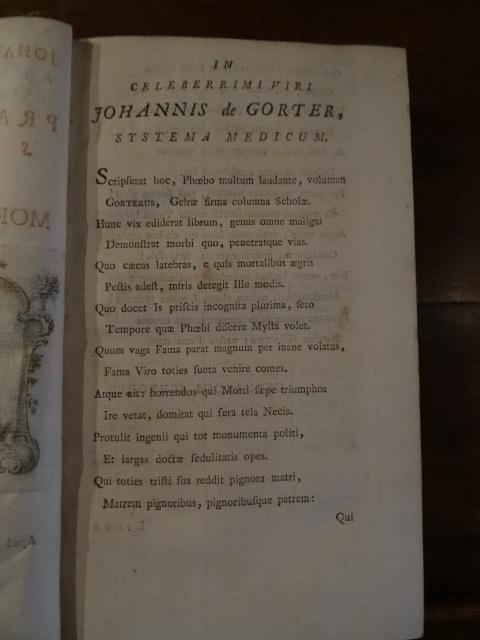 JOHA
PRA
S
MOR
IN
CELEBERRIMI VIRI
JOHANNIS de GORTER,
SYSTEMA MEDICUM.
Scripſerat hoc, Phœbo multum laudante, volumen
GORTERUS, Gelræ firma columna Scholæ.
Hunc vix ediderat librum, genus omne maligni
Demonſtrat morbi quo, penetratque vias.
Quo cæcas latebras, e quîs mortalibus ægris
Peſtis adeſt, miris detegit Ille modis.
Quo docet Is priſcis incognita plurima, ſero
Tempore quæ Phœbi diſcere Myſta volet.
Quum vaga Fama parat magnum per inane volatus,
Fama Viro toties ſueta venire comes.
Atque ait: horrendos qui Morti ſæpe triumphos
Ire vetat, domitat qui fera tela Necis.
Protulit ingenii qui tot monumenta politi,
Et largas doctæ ſedulitatis opes.
Qui toties triſti ſua reddit pignora matri,
Matrem pignoribus, pignoribuſque patrem:
Qui